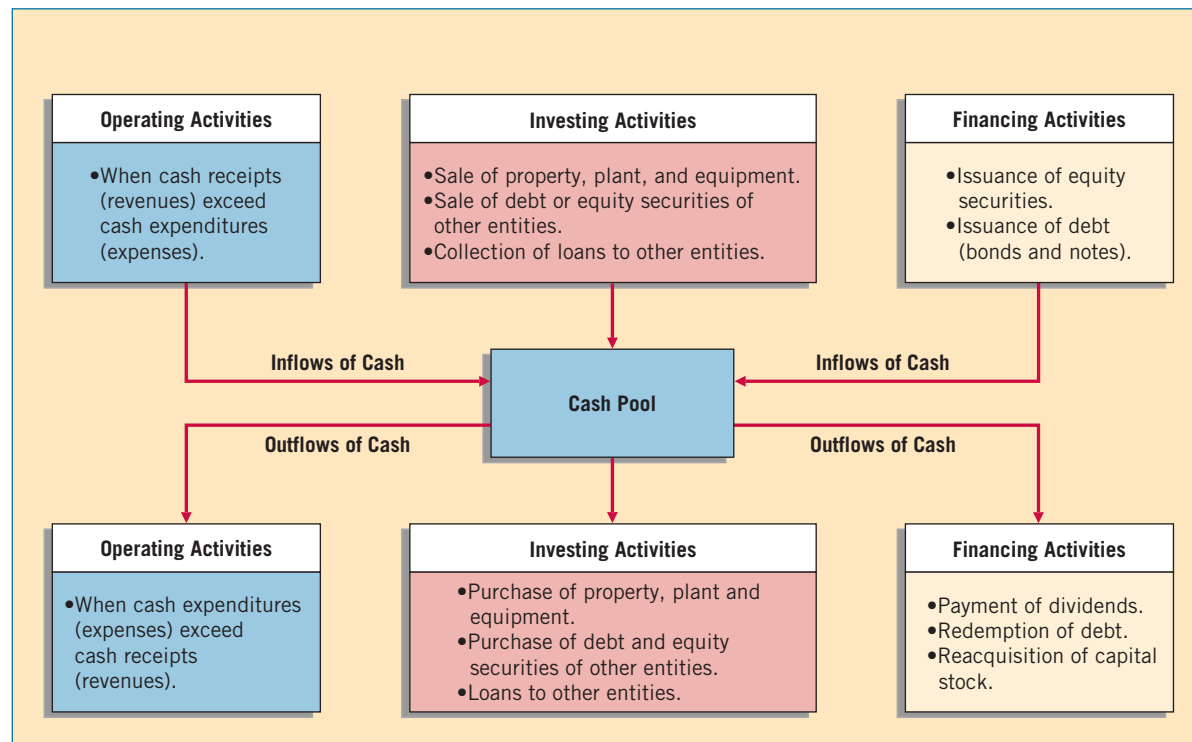 Operating Activities
•When cash receipts
(revenues) exceed
cash expenditures
(expenses).
Investing Activities
•Sale of property, plant, and equipment.
•Sale of debt or equity securities of
other entities.
•Collection of loans to other entities.
Financing Activities
•Issuance of equity
securities.
•Issuance of debt
(bonds and notes).
Inflows of Cash
Inflows of Cash
Cash Pool
Outflows of Cash
Outflows of Cash
Operating Activities
•When cash expenditures
(expenses) exceed
cash receipts
(revenues).
Investing Activities
•Purchase of property, plant and
equipment.
•Purchase of debt and equity
securities of other entities.
•Loans to other entities.
Financing Activities
•Payment of dividends.
•Redemption of debt.
•Reacquisition of capital
stock.